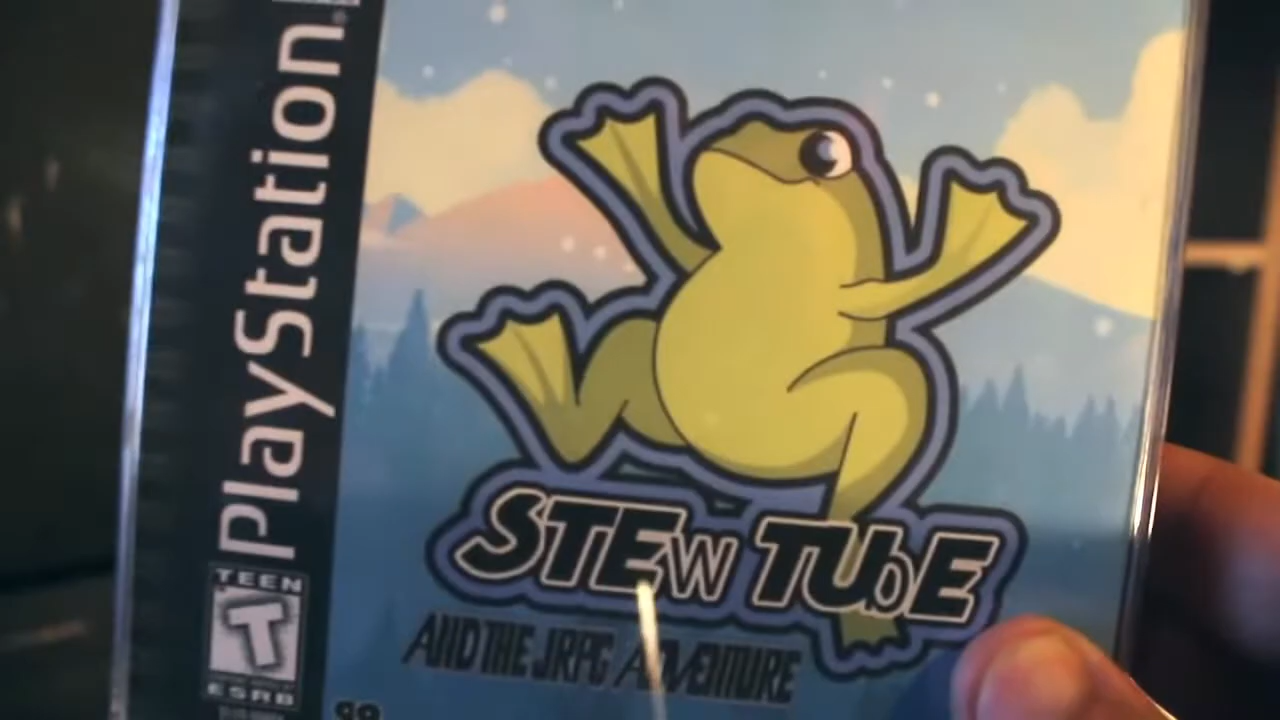 PlayStation
TEEN
T
ESRB
STEW TUBE
AND THE JRPG ADVENTURE